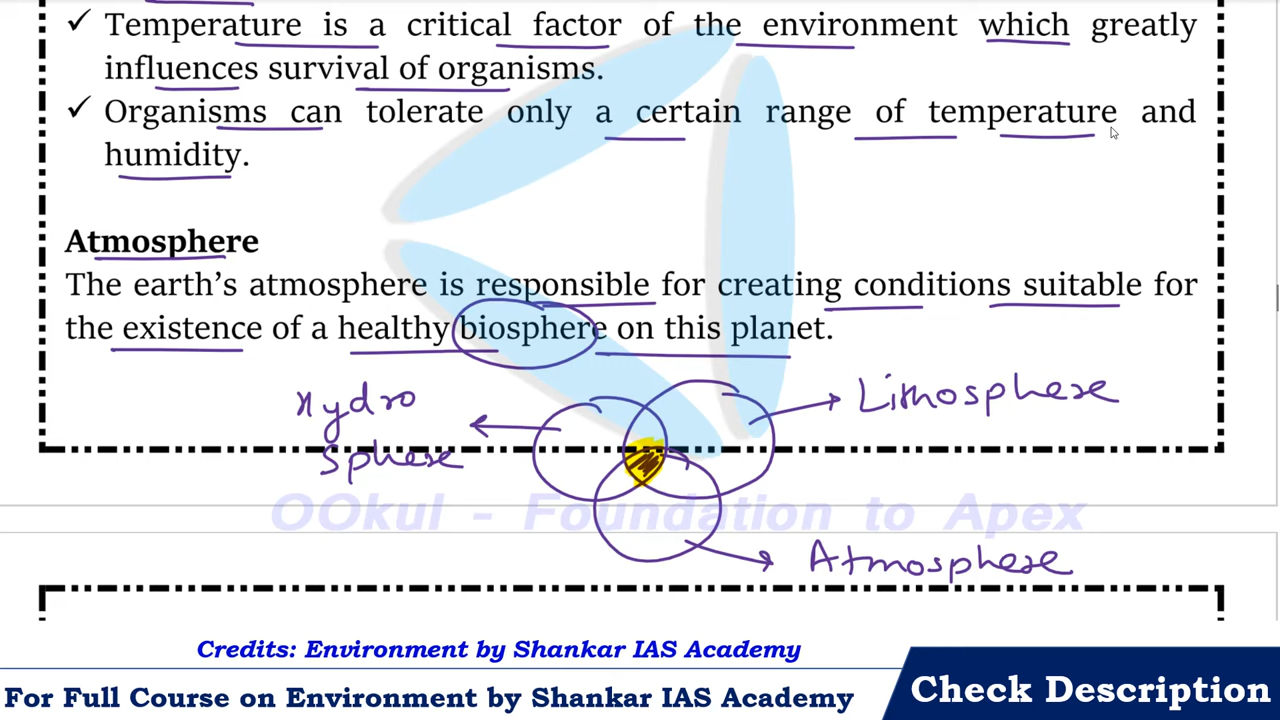 ✓ Temperature is a critical factor of the environment which greatly
influences survival of organisms.
✓ Organisms can tolerate only a certain range of temperature and
humidity.
Atmosphere
The earth's atmosphere is responsible for creating conditions suitable for
the existence of a healthy biosphere on this planet.
Hydro
sphere
Lithosphere
OOkul - Foundation to Apex
Atmosphere
Credits: Environment by Shankar IAS Academy
For Full Course on Environment by Shankar IAS Academy
Check Description